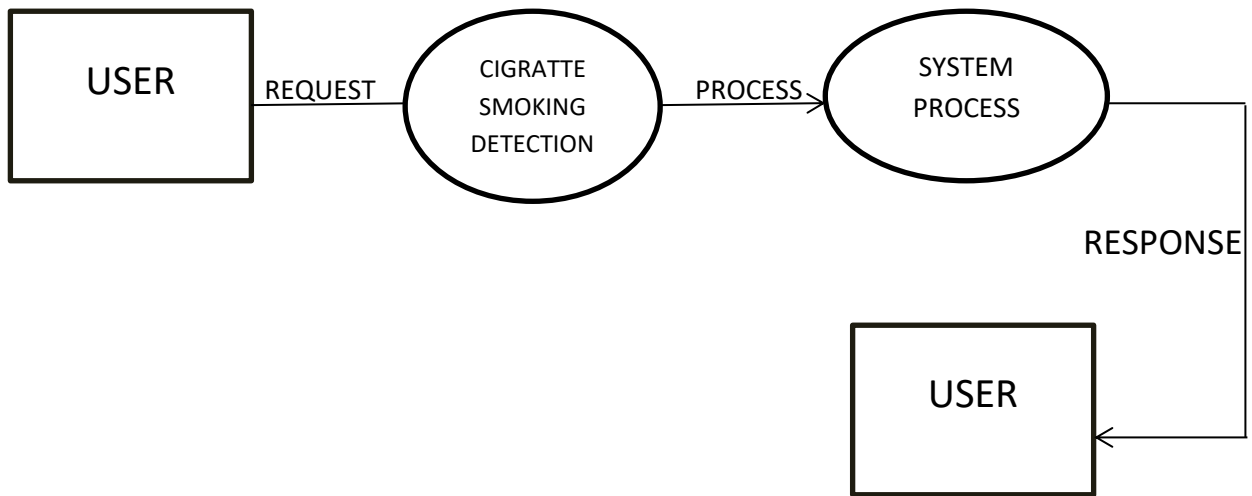 USER
REQUEST
CIGRATTE
SMOKING
DETECTION
PROCESS
SYSTEM
PROCESS
RESPONSE
USER